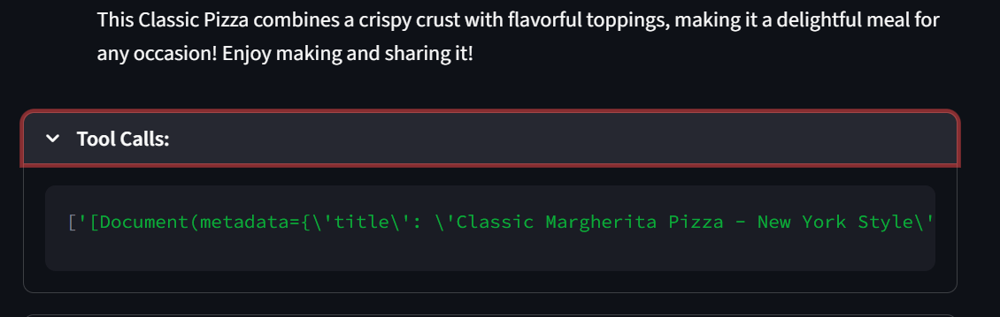 This Classic Pizza combines a crispy crust with flavorful toppings, making it a delightful meal for
any occasion! Enjoy making and sharing it!
Tool Calls:
['[Document(metadata={\'title\': \'Classic Margherita Pizza - New York Style\'